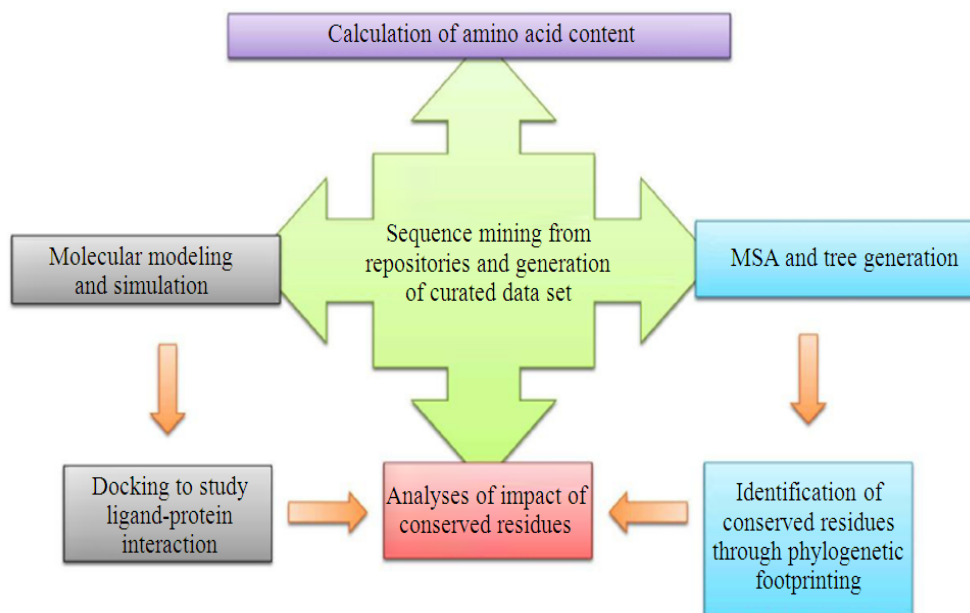 Calculation of amino acid content
Sequence mining from
repositories and generation
of curated data set
Molecular modeling
and simulation
MSA and tree generation
Docking to study
ligand-protein
interaction
Analyses of impact of
conserved residues
Identification of
conserved residues
through phylogenetic
footprinting